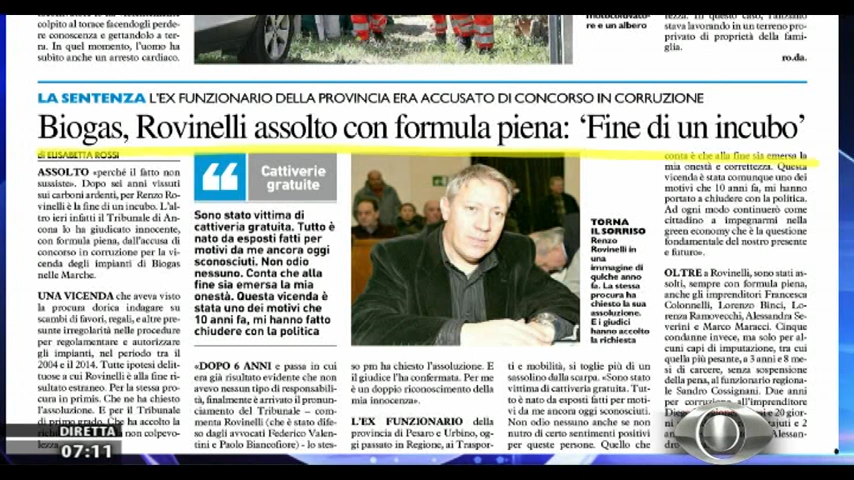 colpito al torace facendogli perde-
re conoscenza e gettandolo a ter-
ra. In quel momento, l'uomo ha
subito anche un arresto cardiaco.
re e un albero
stava lavorando in un terreno pro-
privato di proprietà della fami-
glia.
ro.da.
LA SENTENZA L'EX FUNZIONARIO DELLA PROVINCIA ERA ACCUSATO DI CONCORSO IN CORRUZIONE
Biogas, Rovinelli assolto con formula piena: 'Fine di un incubo'
di ELISABETTA ROSSI
ASSOLTO «perché il fatto non
sussiste». Dopo sei anni vissuti
sui carboni ardenti, per Renzo Ro-
vinelli è la fine di un incubo. L'al-
tro ieri infatti il Tribunale di An-
cona lo ha giudicato innocente,
con formula piena, dall'accusa di
concorso in corruzione per la vi-
cenda degli impianti di Biogas
nelle Marche.
UNA VICENDA che aveva visto
la procura dorica indagare su
scambi di favori, regali, e altre pre-
sunte irregolarità nelle procedure
per regolamentare e autorizzare
gli impianti, nel periodo tra il
2004 e il 2014. Tutte ipotesi delit-
tuose a cui Rovinelli è alla fine ri-
sultato estraneo. Per la stessa pro-
cura in primis. Che ne ha chiesto
l'assoluzione. E per il Tribunale di
primo grado. Che ha accolto la
Cattiverie
gratuite
Sono stato vittima di
cattiveria gratuita. Tutto è
nato da esposti fatti per
motivi da me ancora oggi
sconosciuti. Non odio
nessuno. Conta che alla
fine sia emersa la mia
onestà. Questa vicenda è
stata uno dei motivi che
10 anni fa, mi hanno fatto
chiudere con la politica
TORNA
IL SORRISO
Renzo
Rovinelli in
una
immagine di
qulche anno
fa. La stessa
procura ha
chiesto la sua
assoluzione.
E i giudici
hanno accolto
la richiesta
«DOPO 6 ANNI e passa in cui
era già risultato evidente che non
avevo nessun tipo di responsabi-
lità, finalmente è arrivato il pronun-
ciamento del Tribunale – com-
menta Rovinelli (che è stato dife-
so dagli avvocati Federico Valen-
tini e Paolo Biancofiore) - lo stes-
so pm ha chiesto l'assoluzione. E
il giudice l'ha confermata. Per me
è un doppio riconoscimento della
mia innocenza».
L'EX FUNZIONARIO della
provincia di Pesaro e Urbino, og-
gi passato in Regione, ai Traspor-
ti e mobilità, si toglie più di un
sassolino dalla scarpa. «Sono stato
vittima di cattiveria gratuita. Tut-
to è nato da esposti fatti per moti-
vi da me ancora oggi sconosciuti.
Non odio nessuno anche se non
nutro di certo sentimenti positivi
per queste persone. Quello che
conta è che alla fine sia emersa la
mia onestà e correttezza. Questa
vicenda è stata comunque uno dei
motivi che 10 anni fa, mi hanno
portato a chiudere con la politica.
Ad ogni modo continuerò come
cittadino a impegnarmi nella
green economy che è la questione
fondamentale del nostro presente
e futuro».
OLTRE a Rovinelli, sono stati as-
solti, sempre con formula piena,
anche gli imprenditori Francesca
Colonnelli, Lorenzo Binci, Lo-
renza Ramovecchi, Alessandra Se-
verini e Marco Maracci. Cinque
condanne invece, ma solo per al-
cuni capi di imputazione, tra cui
quella più pesante, a 3 anni e 8 me-
si di carcere, senza sospensione
della pena, al funzionario regiona-
le Sandro Cossignani. Due anni
per corruzione all'imprenditore
DIRETTA
07:11